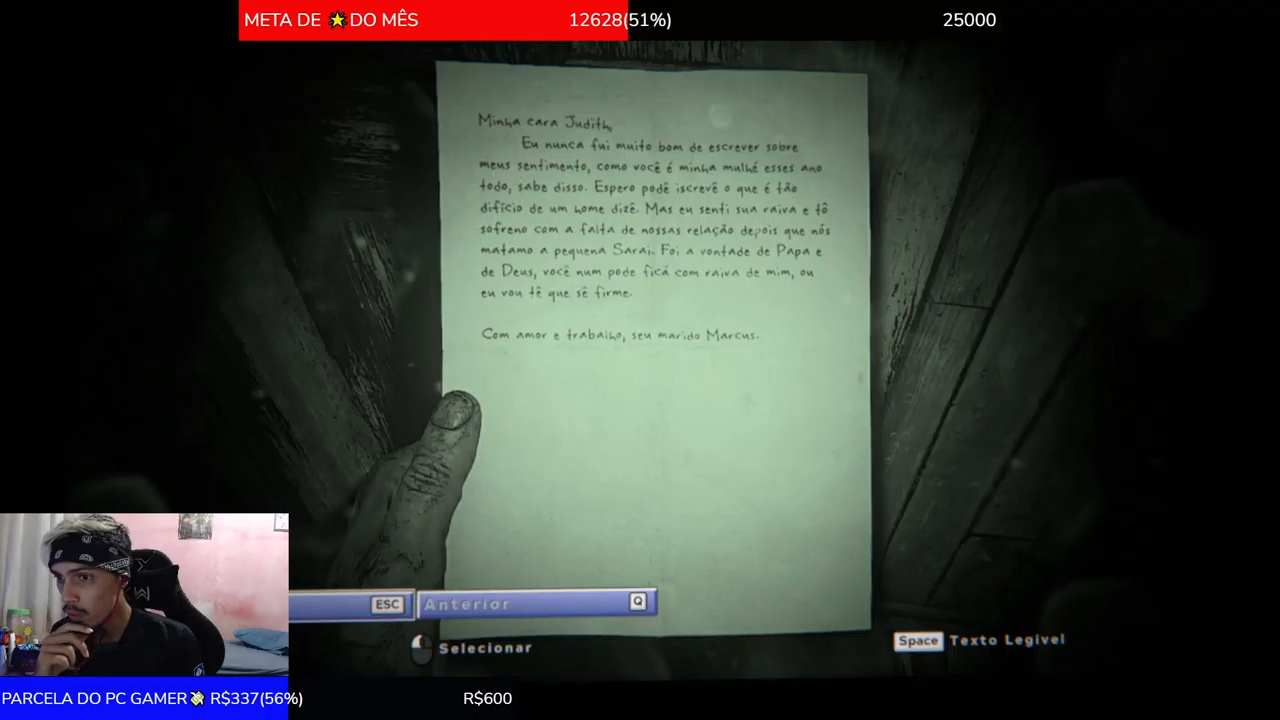 META DE 🌟DO MÊS 12628(51%) 25000
Minha cara Judith,
Eu nunca fui muito bom de escrever sobre
meus sentimento, como você é minha mulhé esses ano
todo, sabe disso. Espero podê iscrevê o que é tão
difício de um home dizê. Mas eu senti sua raiva e tô
sofreno com a falta de nossas relação depois que nós
matamo a pequena Sarai. Foi a vontade de Papa e
de Deus, você num pode ficá com raiva de mim, ou
eu vou tê que sê firme.
Com amor e trabalho, seu marido Marcus.
ESC Anterior Q
Selecionar
Space Texto Legivel
PARCELA DO PC GAMER💸 R$337(56%) R$600